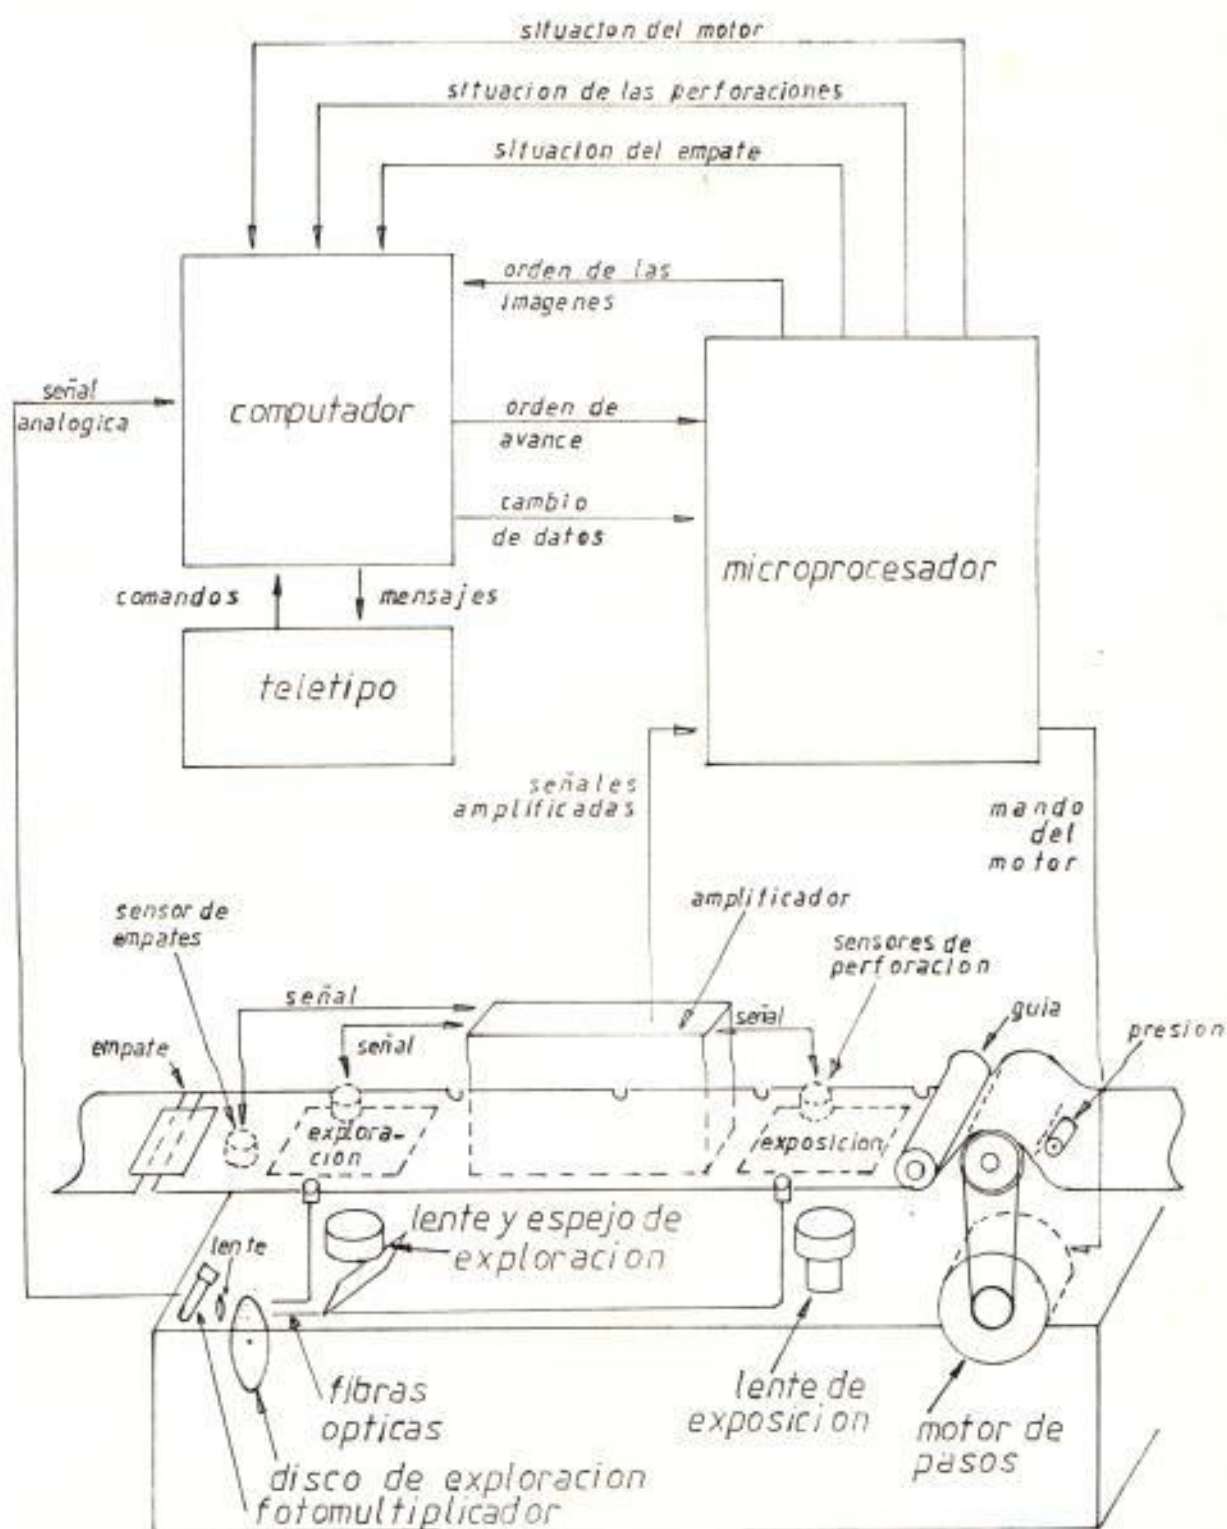 situacion del motor
situacion de las perforaciones
situacion del empate
orden de las
imagenes
señal
analogica
computador
orden de
avance
cambio
de datos
microprocesador
comandos
mensajes
teletipo
señales
amplificadas
mando
del
motor
amplificador
sensor de
empates
sensores de
perforacion
señal
señal
señal
guia
presion
empate
explora-
cion
exposicion
lente y espejo de
exploracion
lente
fibras
opticas
lente de
exposicion
motor de
pasos
disco de exploracion
fotomultiplicador